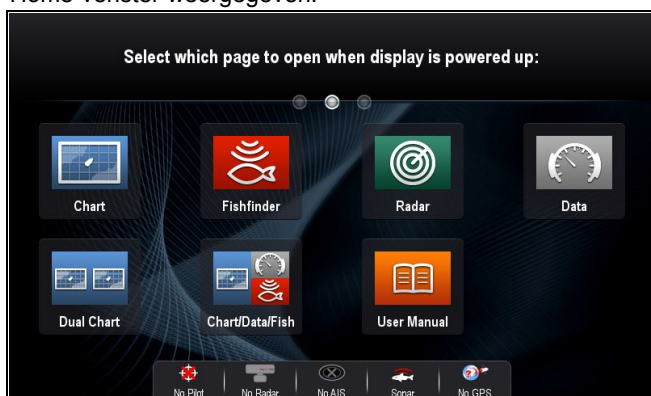 Home-venster weergegeven.
Select which page to open when display is powered up:
Chart Fishfinder Radar Data
Dual Chart Chart/Data/Fish User Manual
No Pilot No Radar No AIS Sonar No GPS